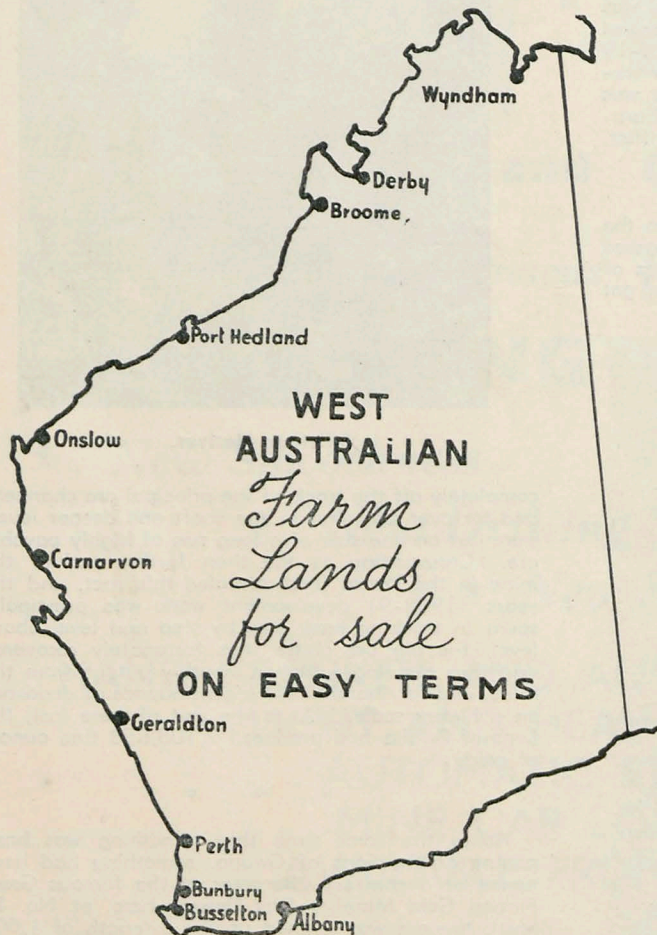 Wyndham
Derby
Broome,
Port Hedland
WEST
AUSTRALiAN
Onslow
Farm
Lands
Carnarvon
for sale
ON EASY TERMS
Geraldton
Perth
Bunbury
Busselton
Albany